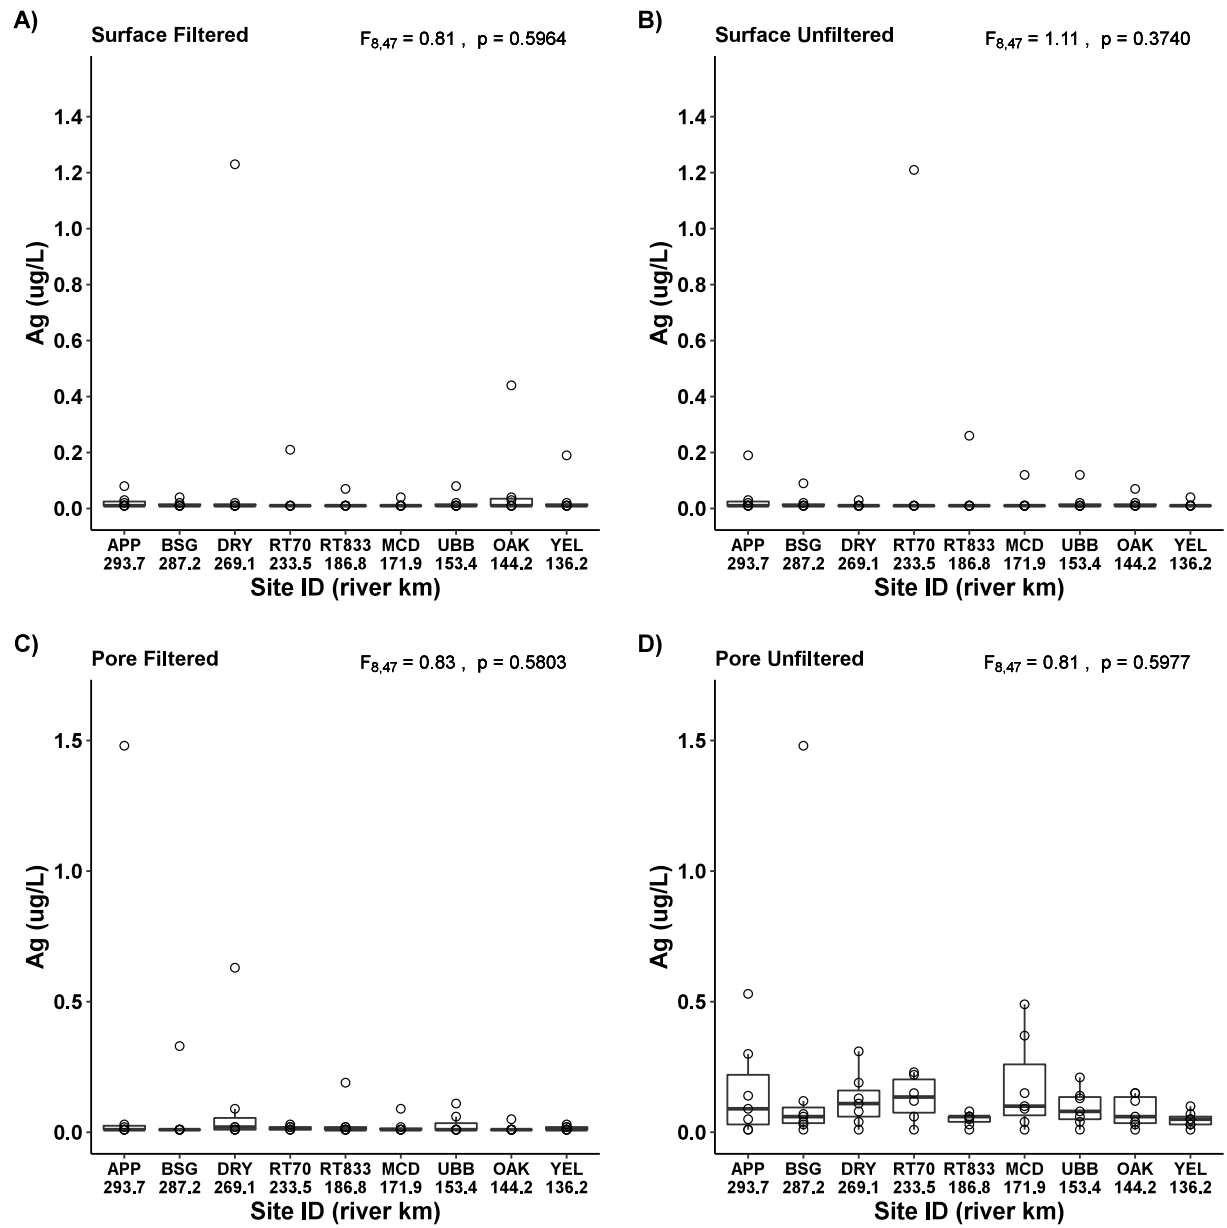 A)
Surface Filtered
F8,47 = 0.81 , p = 0.5964
1.4
1.2
1.0
0.8
0.6
0.4
0.2
0.0
Ag (ug/L)
APP BSG DRY RT70 RT833 MCD UBB OAK YEL
293.7 287.2 269.1 233.5 186.8 171.9 153.4 144.2 136.2
Site ID (river km)
B)
Surface Unfiltered
F8,47 = 1.11 , p = 0.3740
1.4
1.2
1.0
0.8
0.6
0.4
0.2
0.0
Ag (ug/L)
APP BSG DRY RT70 RT833 MCD UBB OAK YEL
293.7 287.2 269.1 233.5 186.8 171.9 153.4 144.2 136.2
Site ID (river km)
C)
Pore Filtered
F8,47 = 0.83 , p = 0.5803
1.5
1.0
0.5
0.0
Ag (ug/L)
APP BSG DRY RT70 RT833 MCD UBB OAK YEL
293.7 287.2 269.1 233.5 186.8 171.9 153.4 144.2 136.2
Site ID (river km)
D)
Pore Unfiltered
F8,47 = 0.81 , p = 0.5977
1.5
1.0
0.5
0.0
Ag (ug/L)
APP BSG DRY RT70 RT833 MCD UBB OAK YEL
293.7 287.2 269.1 233.5 186.8 171.9 153.4 144.2 136.2
Site ID (river km)